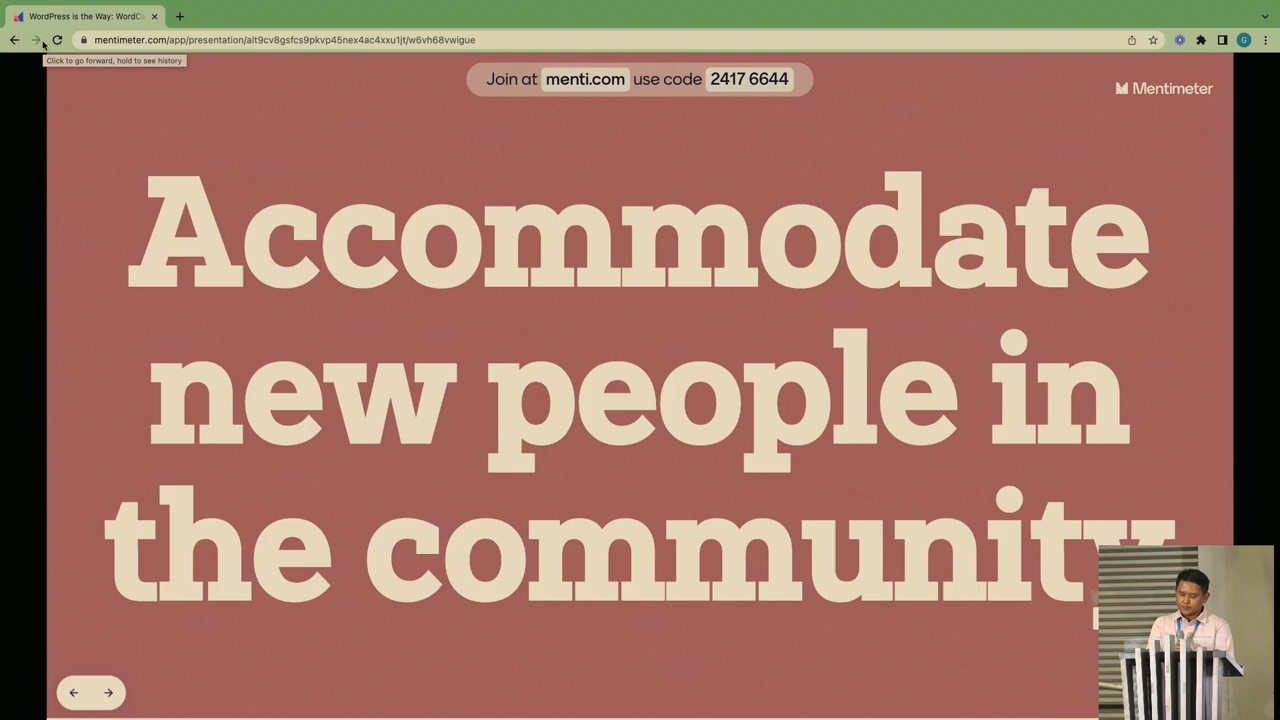 WordPress is the Way: WordCa
mentimeter.com/app/presentation/alt9cv8gsfcs9pkvp45nex4ac4xxu1jt/w6vh68vwigue
G
Click to go forward, hold to see history
Join at menti.com use code 2417 6644
Mentimeter
Accommodate
new people in
the community